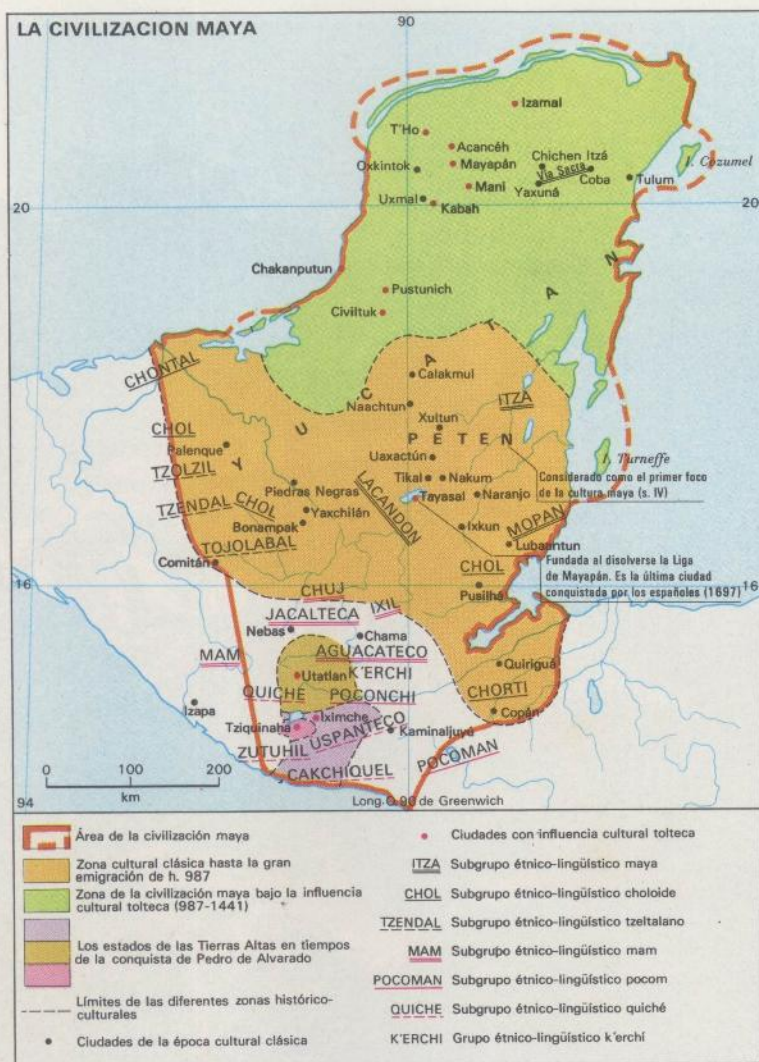 LA CIVILIZACION MAYA
90
Izamal
T'Ho
Acancéh
Oxkintok
Mayapán
Chichen Itzá
Vía Sacra
I. Cozumel
Mani
Yaxuná
Coba
Tulum
Uxmal
Kabah
20
20
Chakanputun
Pustunich
Civiltuk
YUCATAN
CHONTAL
Calakmul
Naachtun
ITZA
Xultun
CHOL
PETEN
Palenque
Uaxactún
I. Turneffe
TZOLZIL
Considerado como el primer foco
de la cultura maya (s. IV)
Tikal
Nakum
Piedras Negras
Tayasal
Naranjo
TZENDAL
CHOL
Yaxchilán
LACANDON
Bonampak
Ixkun
MOPAN
TOJOLABAL
Lubaantun
Comitán
CHOL
Fundada al disolverse la Liga
de Mayapán. Es la última ciudad
conquistada por los españoles (1697)
Pusilhá
16
16
CHUJ
IXIL
JACALTECA
Nebas
Chama
MAM
AGUACATECO
Utatlan
K'ERCHI
Quiriguá
QUICHE
POCONCHI
CHORTI
Izapa
Iximche
Copán
Tziquinaha
USPANTECO
Kaminaljuyú
ZUTUHIL
POCOMAN
CAKCHIQUEL
0 100 200
km
94
Long. O. 90 de Greenwich
Área de la civilización maya
Zona cultural clásica hasta la gran
emigración de h. 987
Zona de la civilización maya bajo la influencia
cultural tolteca (987-1441)
Los estados de las Tierras Altas en tiempos
de la conquista de Pedro de Alvarado
Límites de las diferentes zonas histórico-
culturales
Ciudades de la época cultural clásica
Ciudades con influencia cultural tolteca
ITZA Subgrupo étnico-lingüístico maya
CHOL Subgrupo étnico-lingüístico choloide
TZENDAL Subgrupo étnico-lingüístico tzeltalano
MAM Subgrupo étnico-lingüístico mam
POCOMAN Subgrupo étnico-lingüístico pocom
QUICHE Subgrupo étnico-lingüístico quiché
K'ERCHI Grupo étnico-lingüístico k'erchí